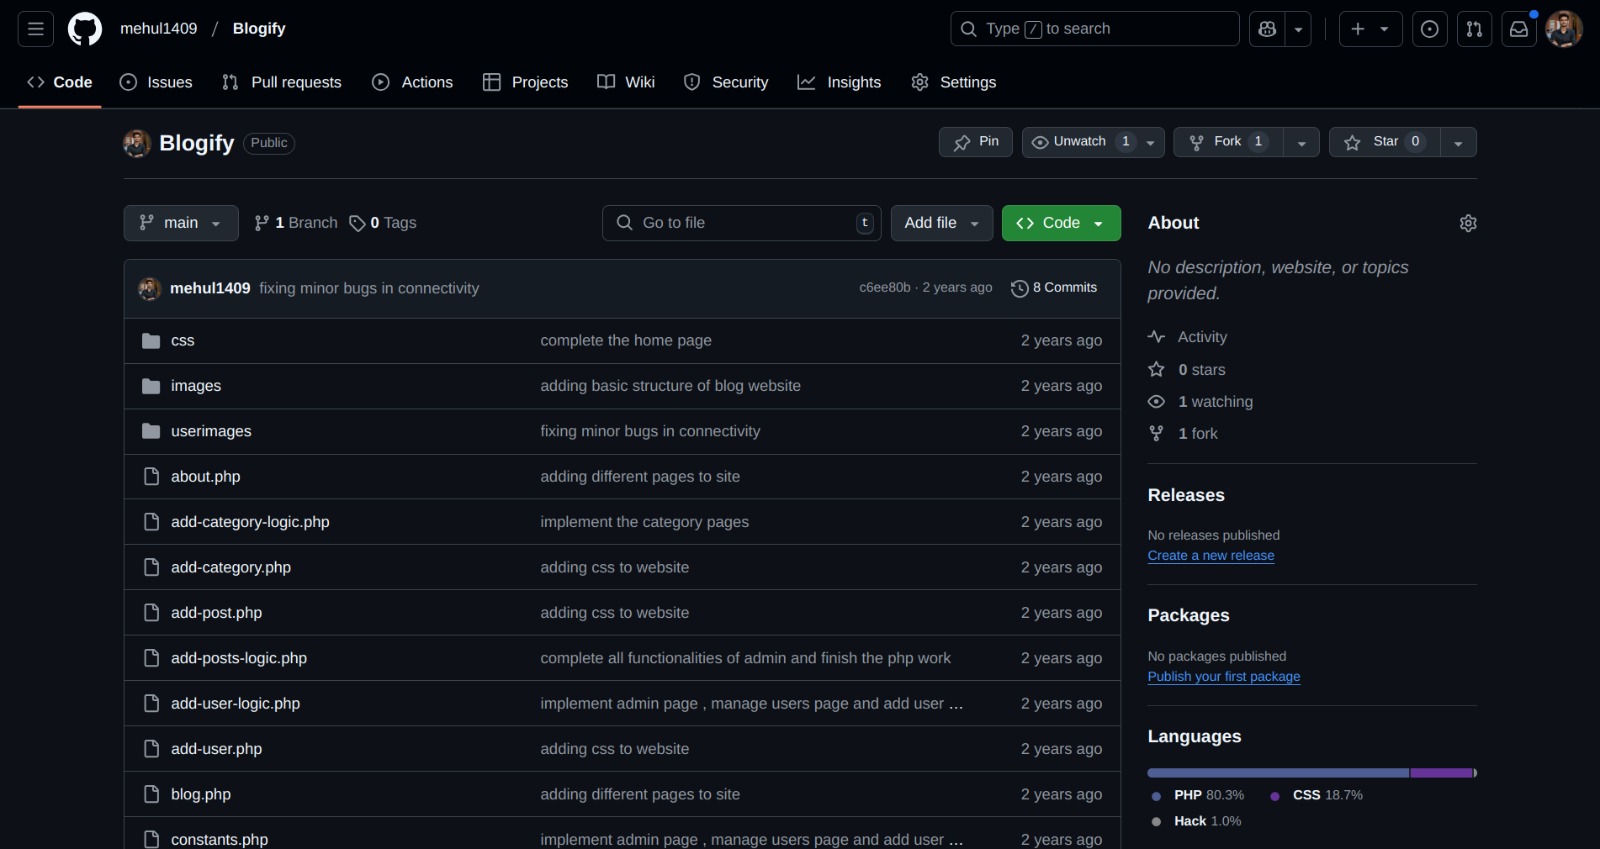 mehul1409 / Blogify
Type / to search
Code Issues Pull requests Actions Projects Wiki Security Insights Settings
Blogify Public
Pin Unwatch 1 Fork 1 Star 0
main 1 Branch 0 Tags Go to file t Add file Code
mehul1409 fixing minor bugs in connectivity c6ee80b · 2 years ago 8 Commits
css complete the home page 2 years ago
images adding basic structure of blog website 2 years ago
userimages fixing minor bugs in connectivity 2 years ago
about.php adding different pages to site 2 years ago
add-category-logic.php implement the category pages 2 years ago
add-category.php adding css to website 2 years ago
add-post.php adding css to website 2 years ago
add-posts-logic.php complete all functionalities of admin and finish the php work 2 years ago
add-user-logic.php implement admin page , manage users page and add user ... 2 years ago
add-user.php adding css to website 2 years ago
blog.php adding different pages to site 2 years ago
constants.php implement admin page , manage users page and add user ... 2 years ago
About
No description, website, or topics
provided.
Activity
0 stars
1 watching
1 fork
Releases
No releases published
Create a new release
Packages
No packages published
Publish your first package
Languages
PHP 80.3% CSS 18.7%
Hack 1.0%